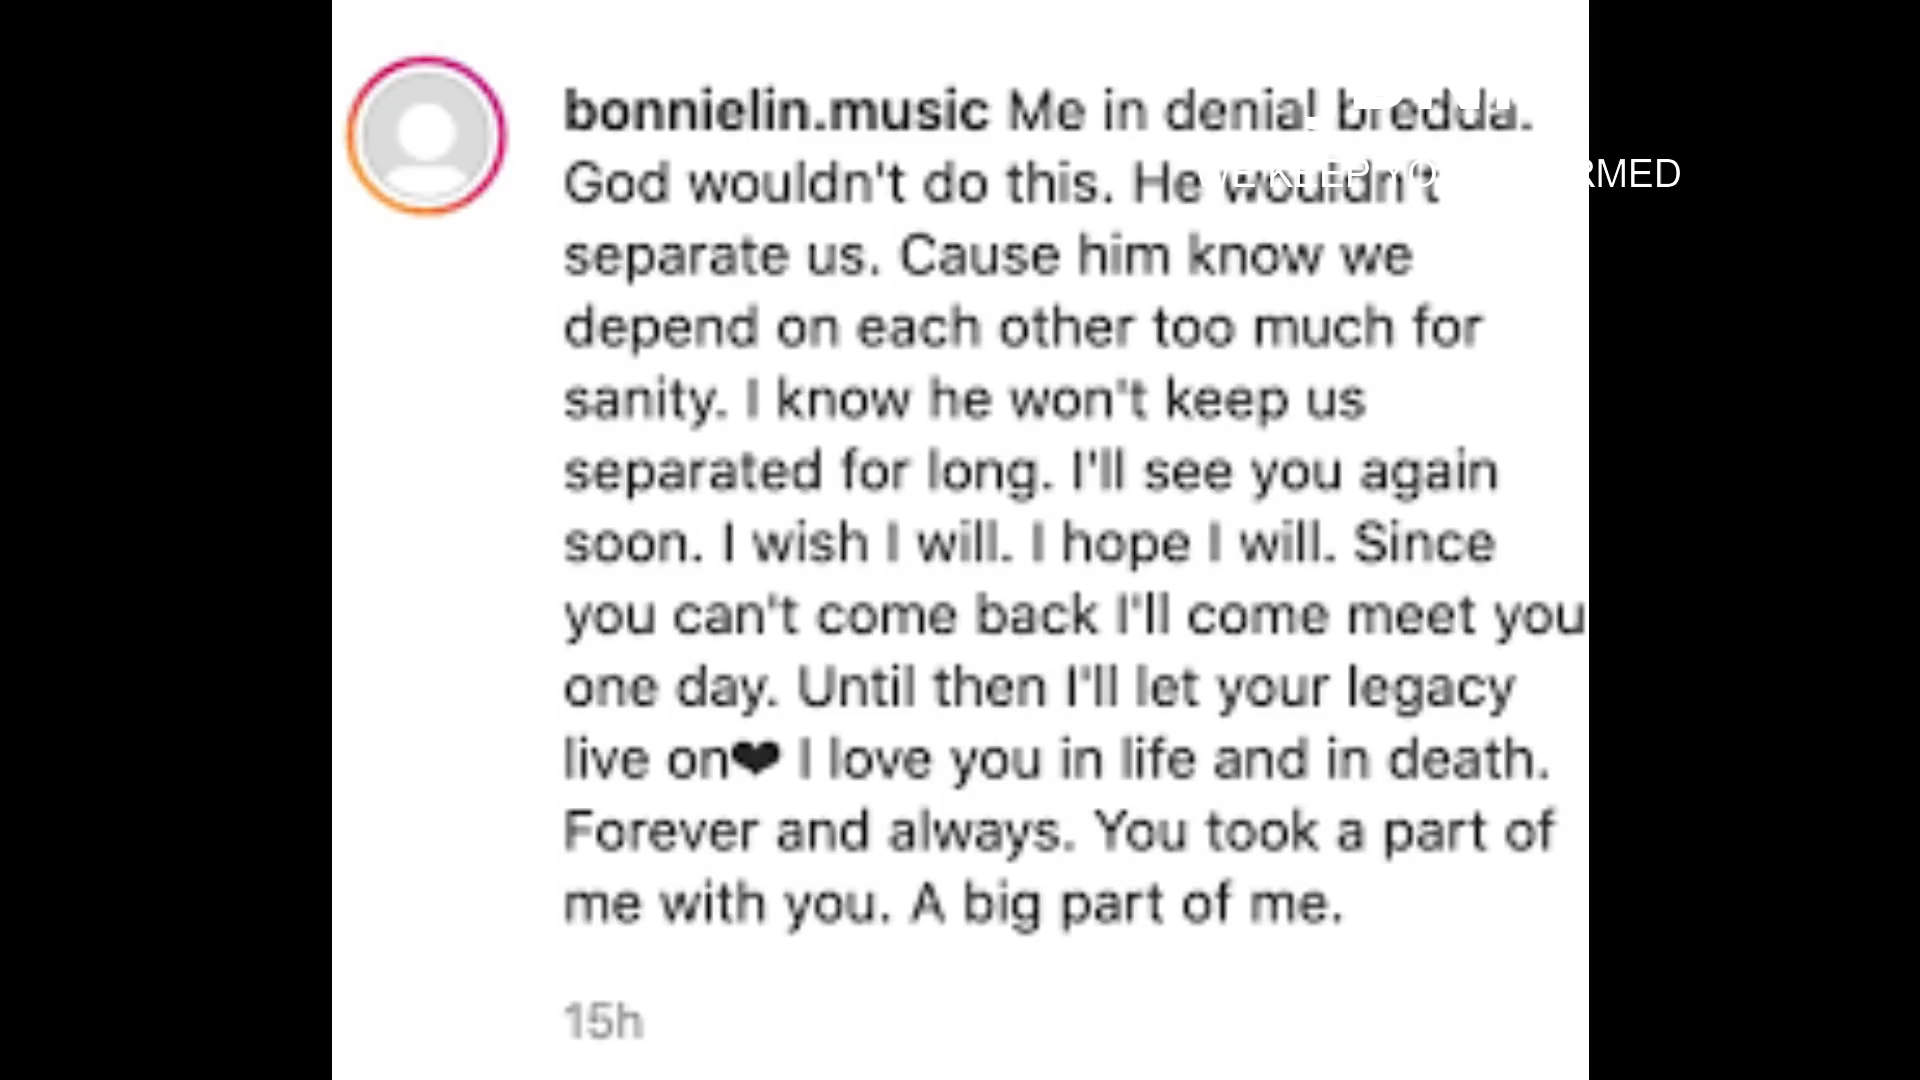 bonnielin.music Me in denial bredda.
God wouldn't do this. He wouldn't
separate us. Cause him know we
depend on each other too much for
sanity. I know he won't keep us
separated for long. I'll see you again
soon. I wish I will. I hope I will. Since
you can't come back I'll come meet you
one day. Until then I'll let your legacy
live on❤ I love you in life and in death.
Forever and always. You took a part of
me with you. A big part of me.
15h
WE KEEP